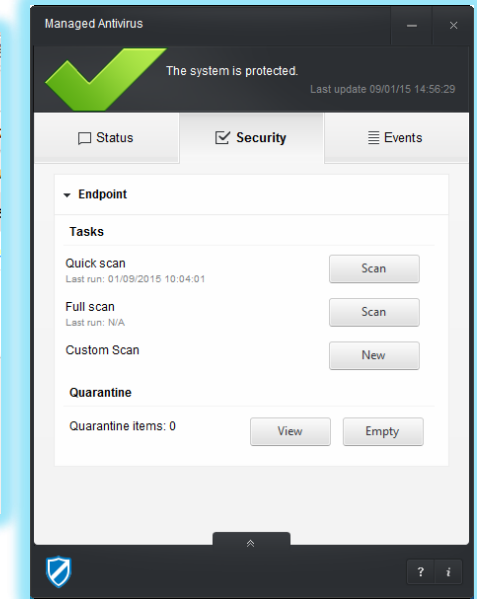 Managed Antivirus
The system is protected.
Last update 09/01/15 14:56:29
Status Security Events
Endpoint
Tasks
Quick scan Scan
Last run: 01/09/2015 10:04:01
Full scan Scan
Last run: N/A
Custom Scan New
Quarantine
Quarantine items: 0 View Empty
? i